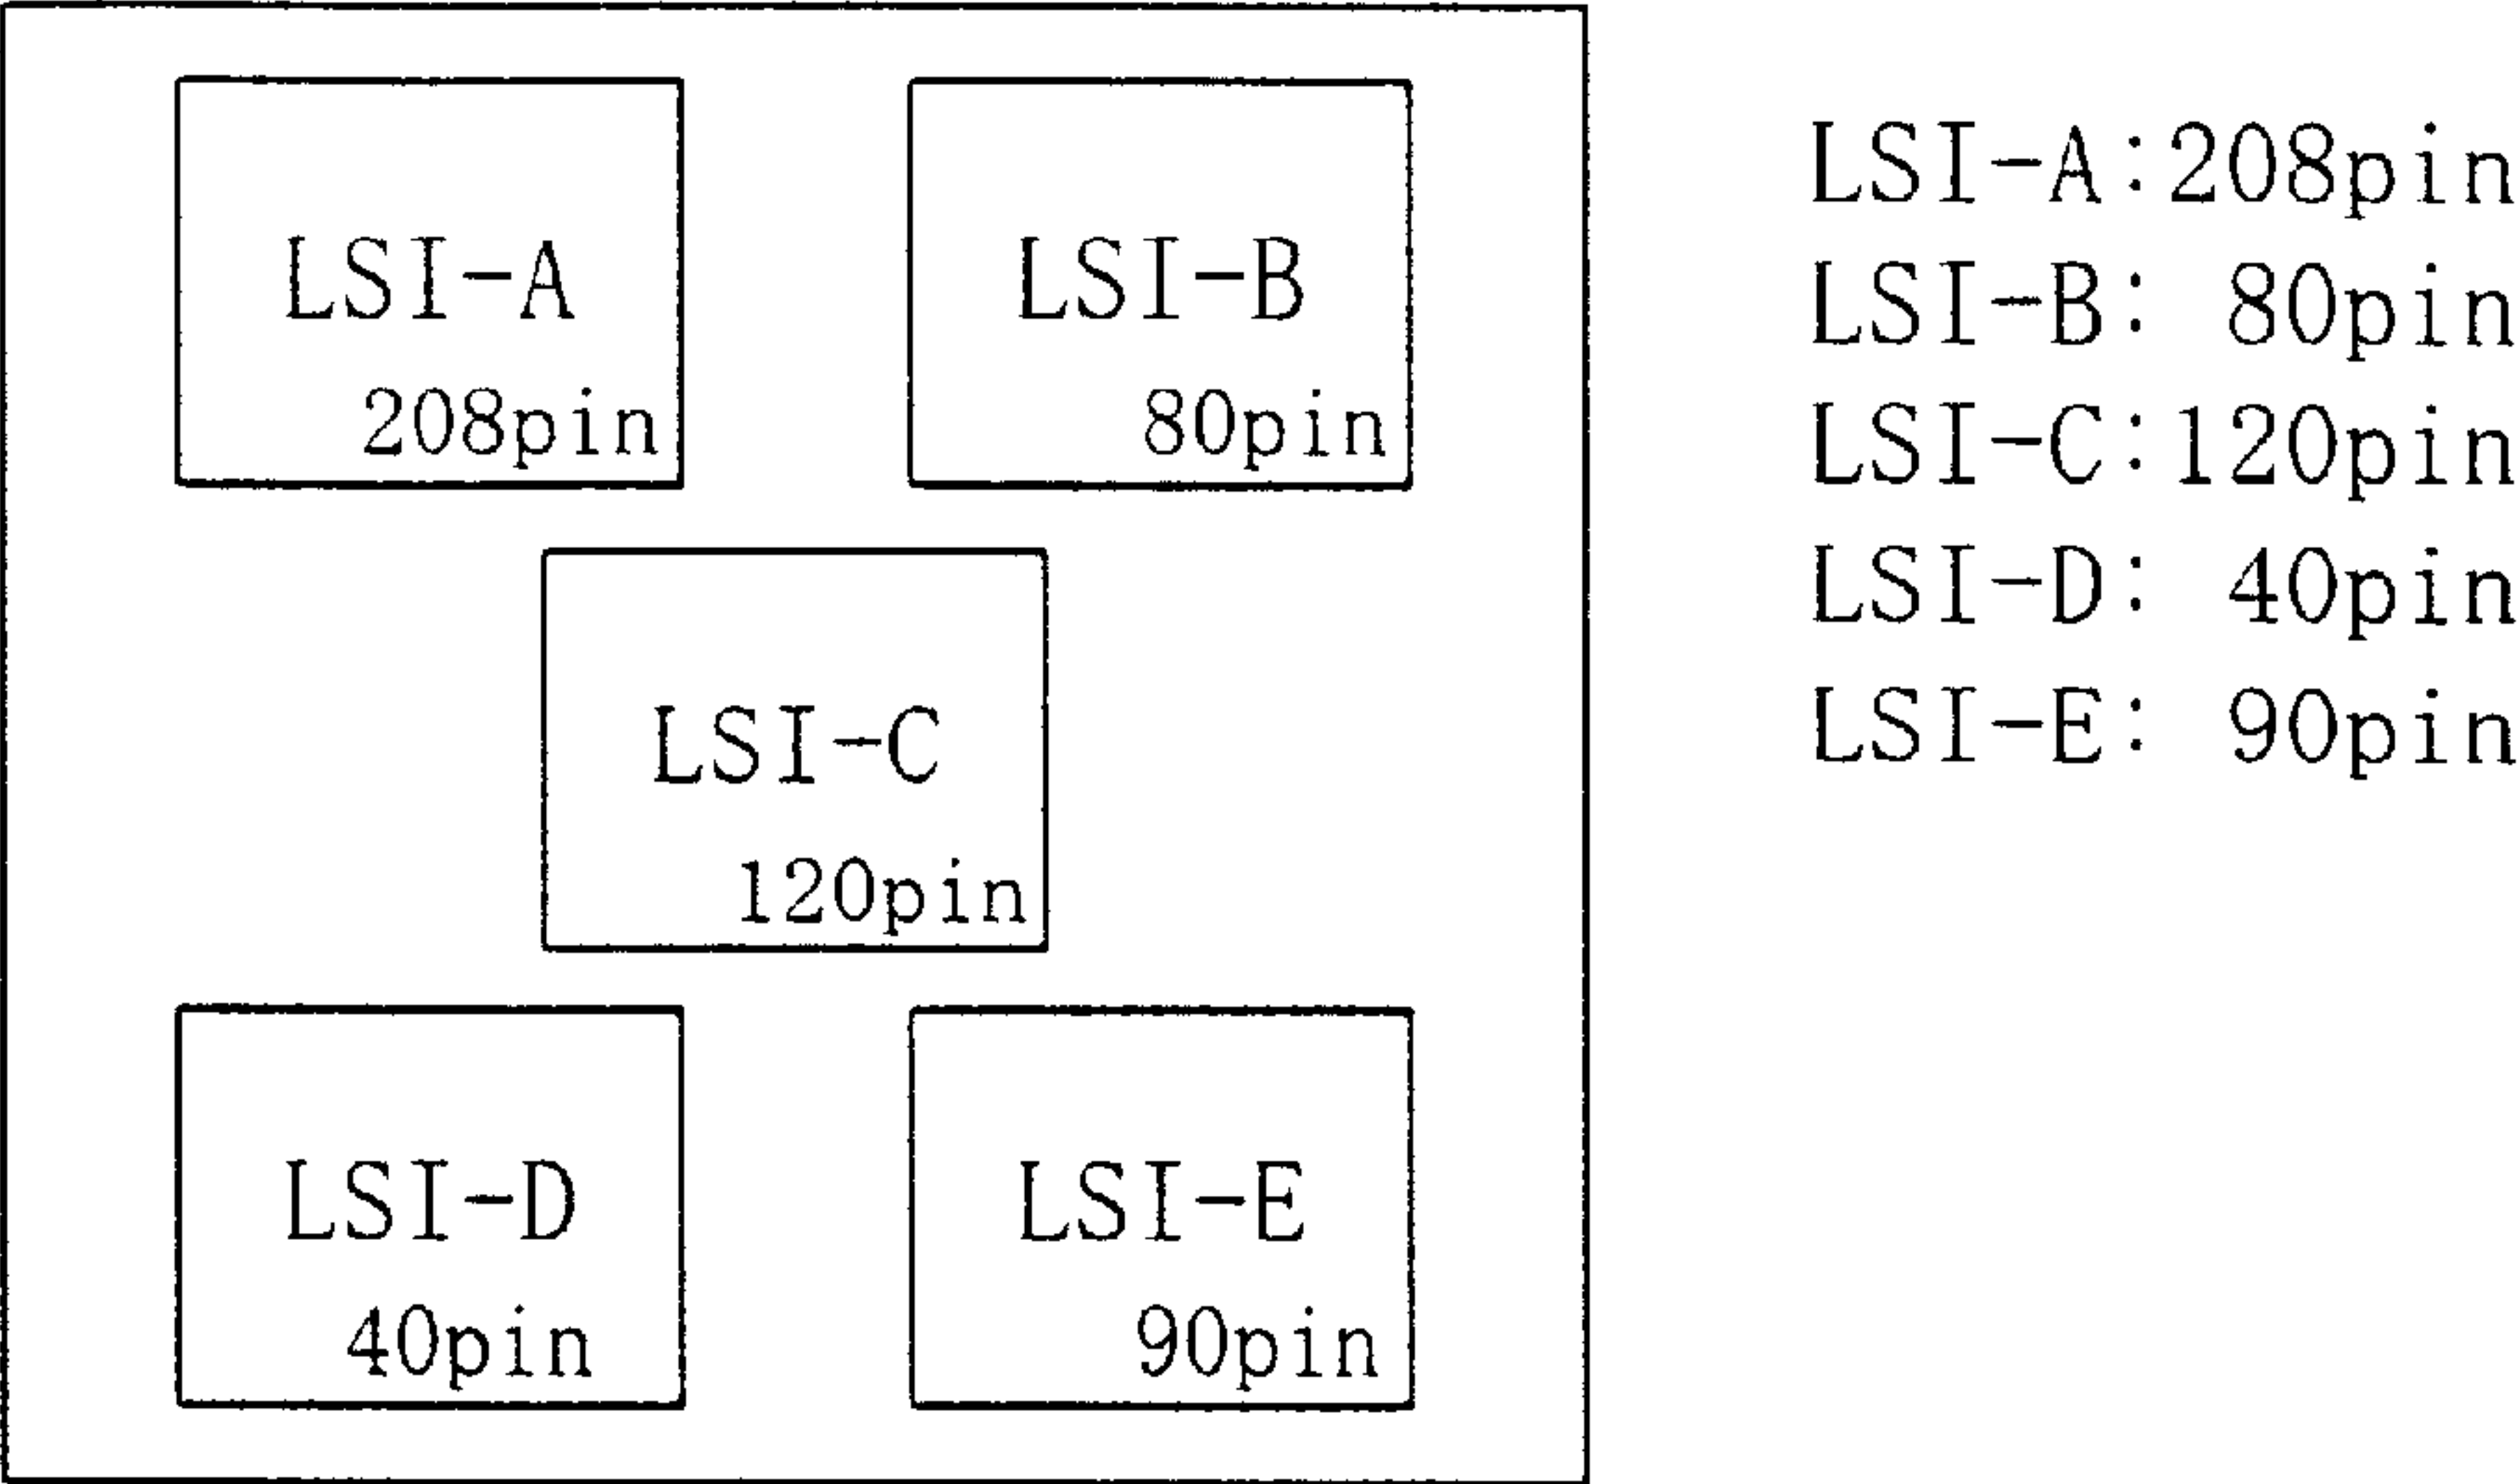 LSI-A
208pin
LSI-B
80pin
LSI-C
120pin
LSI-D
40pin
LSI-E
90pin
LSI-A:208pin
LSI-B: 80pin
LSI-C:120pin
LSI-D: 40pin
LSI-E: 90pin